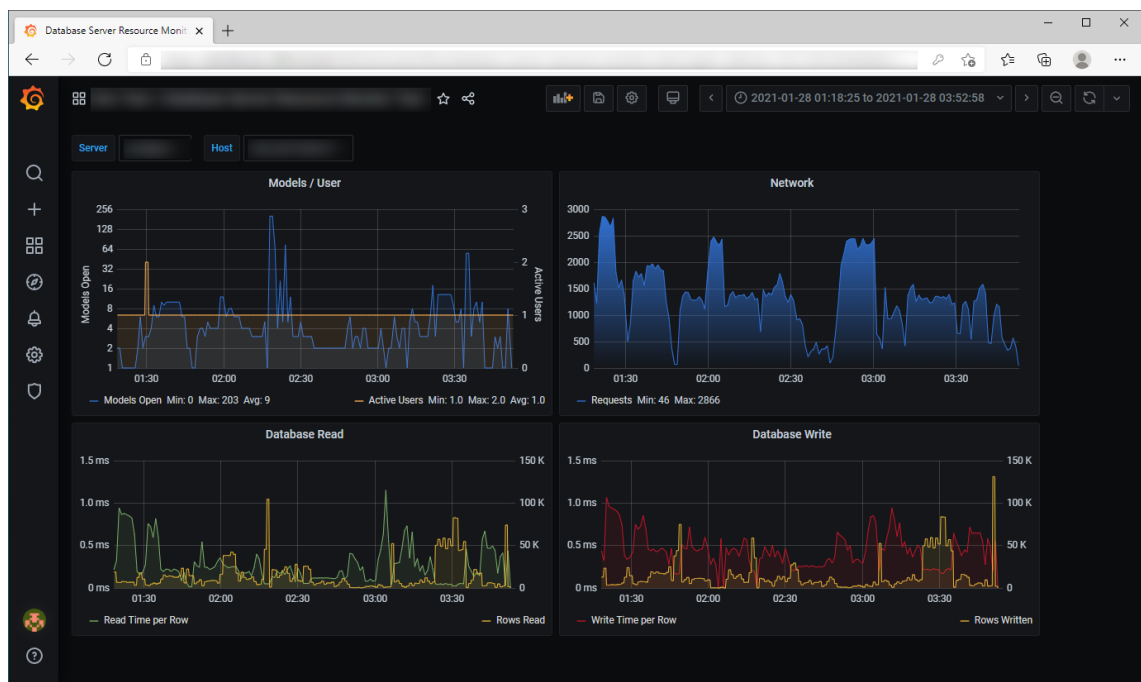 Database Server Resource Monit
2021-01-28 01:18:25 to 2021-01-28 03:52:58
Server
Host
Models / User
256
128
64
32
16
8
4
2
1
Models Open
3
2
1
0
Active Users
01:30 02:00 02:30 03:00 03:30
Models Open Min: 0 Max: 203 Avg: 9
Active Users Min: 1.0 Max: 2.0 Avg: 1.0
Network
3000
2500
2000
1500
1000
500
0
01:30 02:00 02:30 03:00 03:30
Requests Min: 46 Max: 2866
Database Read
1.5 ms
1.0 ms
0.5 ms
0 ms
150 K
100 K
50 K
0
01:30 02:00 02:30 03:00 03:30
Read Time per Row
Rows Read
Database Write
1.5 ms
1.0 ms
0.5 ms
0 ms
150 K
100 K
50 K
0
01:30 02:00 02:30 03:00 03:30
Write Time per Row
Rows Written